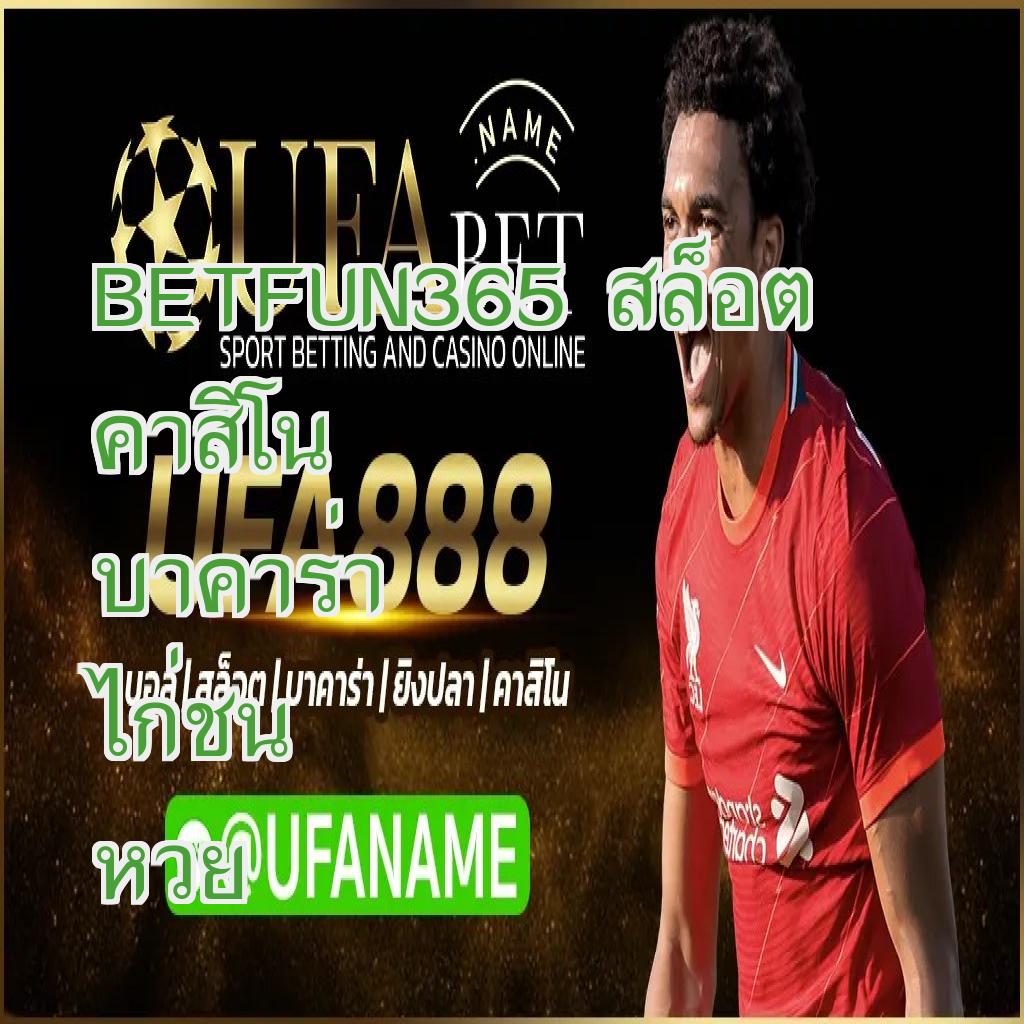 .NAME
UFA BET
BETFUN365 สล็อต
SPORT BETTING AND CASINO ONLINE
คาสิโน
UFA888
บาคาร่า
บอล | สล็อต | บาคาร่า | ยิงปลา | คาสิโน
ไก่ชน
หวย
@UFANAME